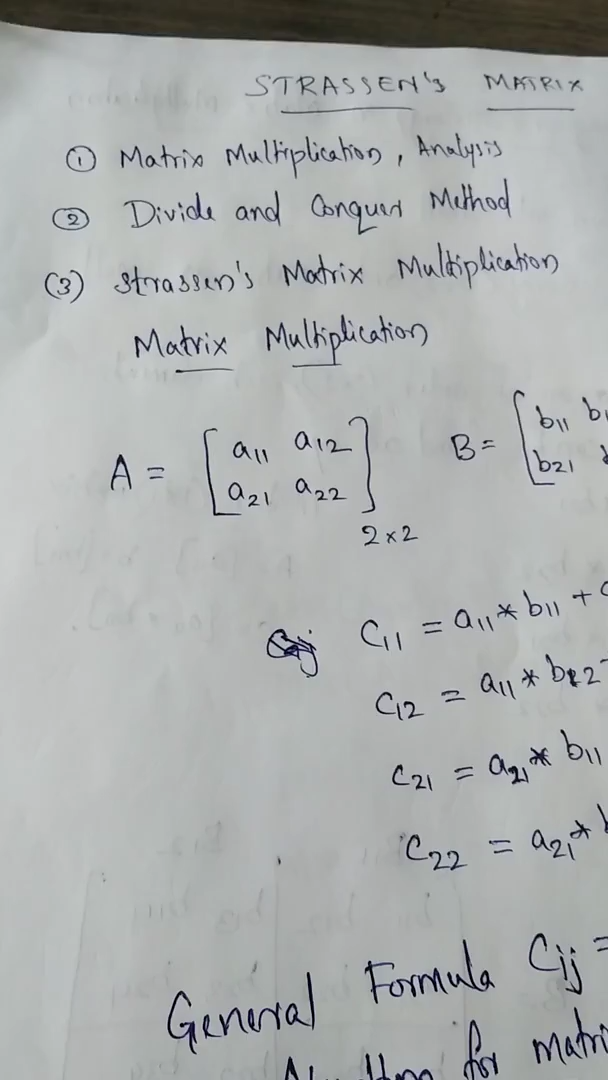 STRASSEN's MATRIX
① Matrix Multiplication, Analysis
② Divide and Conquer Method
(3) Strassen's Matrix Multiplication
Matrix Multiplication
A = [a11 a12
a21 a22] 2×2
B = [b11
b21
C11 = a11 * b11 +
C12 = a11 * b12
C21 = a21 * b11
C22 = a21 *
General Formula Cij =
for matri